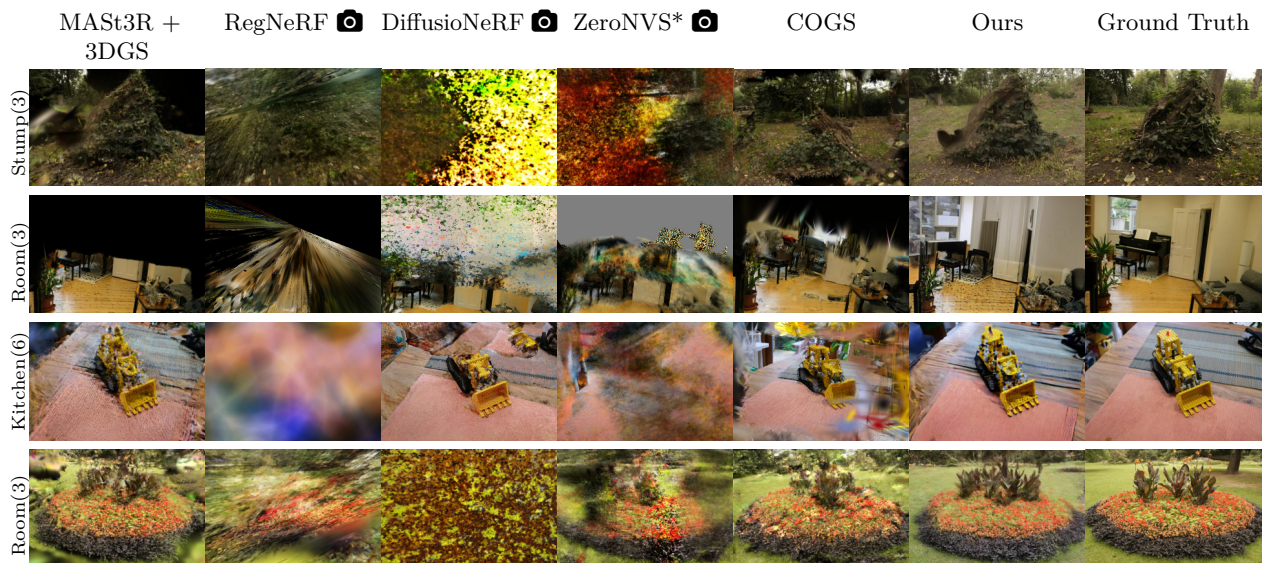 MASt3R + RegNeRF DiffusioNeRF ZeroNVS* COGS Ours Ground Truth
3DGS
Stump(3)
Room(3)
Kitchen(6)
Room(3)